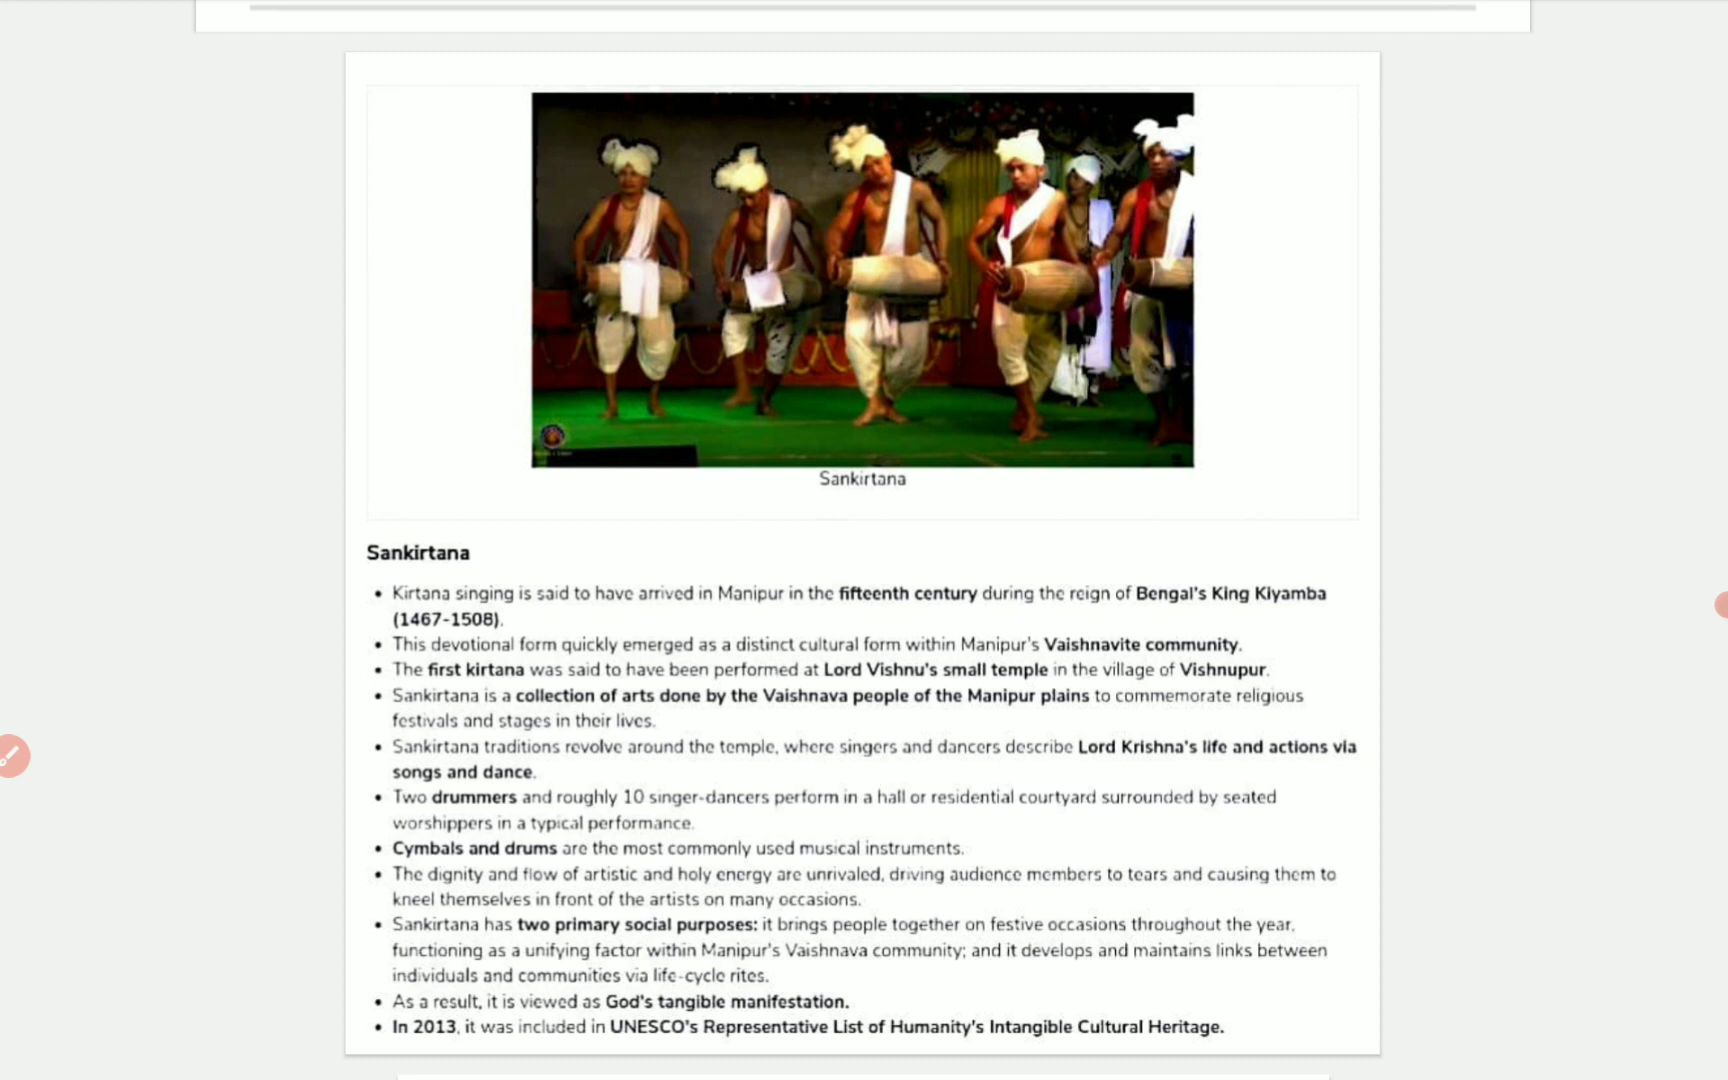 Sankirtana
Sankirtana
• Kirtana singing is said to have arrived in Manipur in the fifteenth century during the reign of Bengal's King Kiyamba
(1467-1508).
• This devotional form quickly emerged as a distinct cultural form within Manipur's Vaishnavite community.
• The first kirtana was said to have been performed at Lord Vishnu's small temple in the village of Vishnupur.
• Sankirtana is a collection of arts done by the Vaishnava people of the Manipur plains to commemorate religious
festivals and stages in their lives.
• Sankirtana traditions revolve around the temple, where singers and dancers describe Lord Krishna's life and actions via
songs and dance.
• Two drummers and roughly 10 singer-dancers perform in a hall or residential courtyard surrounded by seated
worshippers in a typical performance.
• Cymbals and drums are the most commonly used musical instruments.
• The dignity and flow of artistic and holy energy are unrivaled, driving audience members to tears and causing them to
kneel themselves in front of the artists on many occasions.
• Sankirtana has two primary social purposes: it brings people together on festive occasions throughout the year,
functioning as a unifying factor within Manipur's Vaishnava community; and it develops and maintains links between
individuals and communities via life-cycle rites.
• As a result, it is viewed as God's tangible manifestation.
• In 2013, it was included in UNESCO's Representative List of Humanity's Intangible Cultural Heritage.